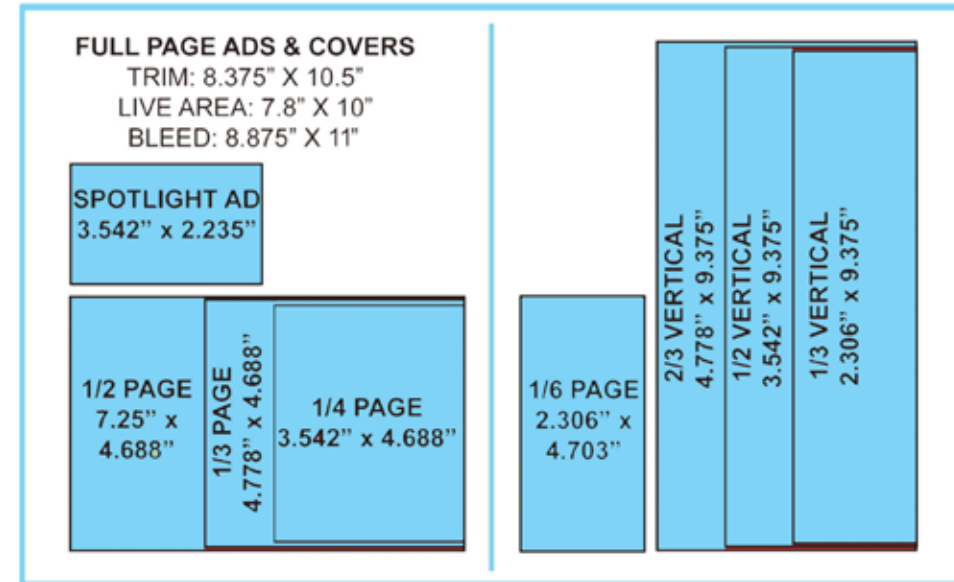 FULL PAGE ADS & COVERS
TRIM: 8.375” X 10.5”
LIVE AREA: 7.8” X 10”
BLEED: 8.875” X 11”
SPOTLIGHT AD
3.542” x 2.235”
1/2 PAGE
7.25” x
4.688”
1/3 PAGE
4.778” x 4.688”
1/4 PAGE
3.542” x 4.688”
1/6 PAGE
2.306” x
4.703”
2/3 VERTICAL
4.778” x 9.375”
1/2 VERTICAL
3.542” x 9.375”
1/3 VERTICAL
2.306” x 9.375”